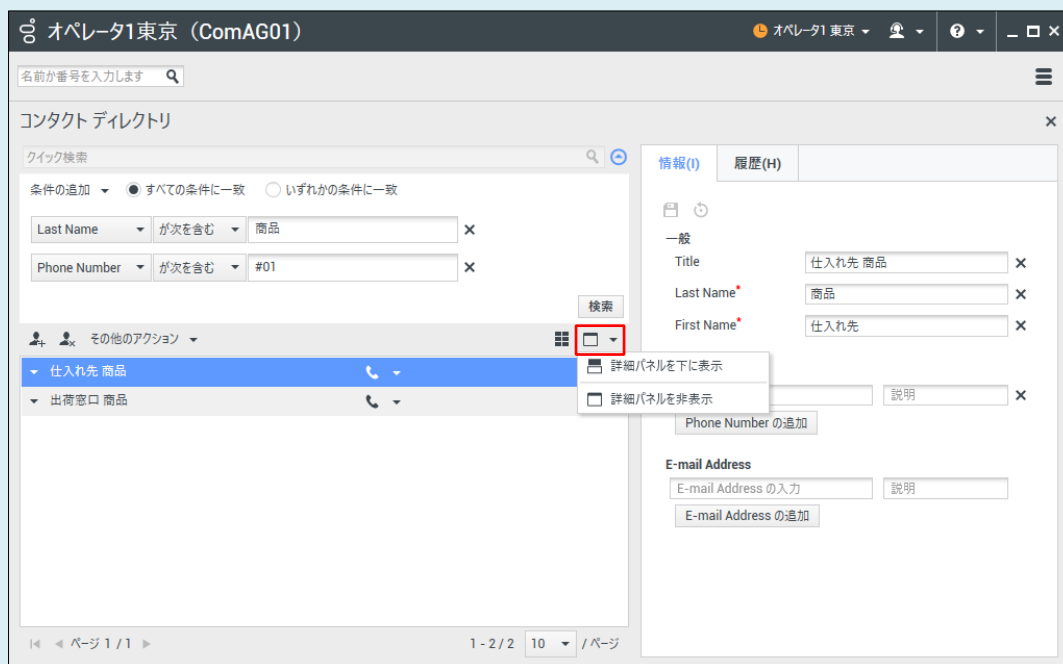 オペレータ1東京（ComAG01）
オペレータ1 東京
名前か番号を入力します
コンタクト ディレクトリ
クイック検索
条件の追加 すべての条件に一致 いずれかの条件に一致
Last Name が次を含む 商品
Phone Number が次を含む #01
検索
その他のアクション
詳細パネルを下に表示
詳細パネルを非表示
仕入れ先 商品
出荷窓口 商品
ページ 1 / 1
1 - 2 / 2 10 / ページ
情報(I) 履歴(H)
一般
Title 仕入れ先 商品
Last Name* 商品
First Name* 仕入れ先
説明
Phone Number の追加
E-mail Address
E-mail Address の入力 説明
E-mail Address の追加